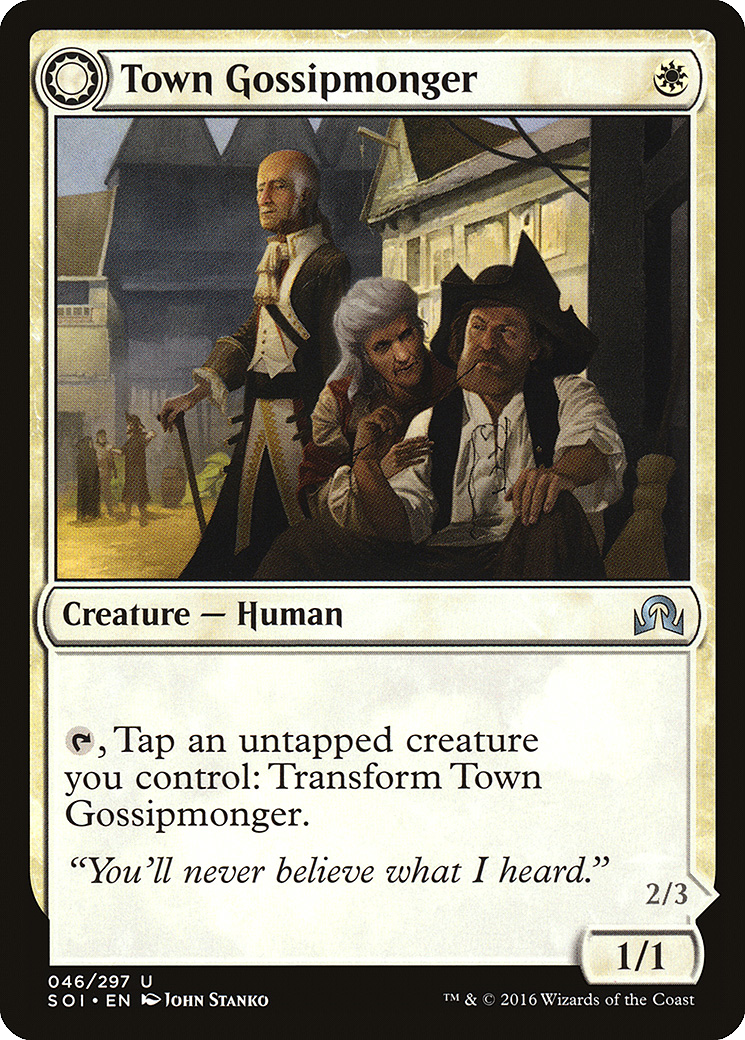 Town Gossipmonger
Creature — Human
, Tap an untapped creature
you control: Transform Town
Gossipmonger.
“You’ll never believe what I heard.”
2/3
1/1
046/297 U
SOI • EN John Stanko
™ & © 2016 Wizards of the Coast